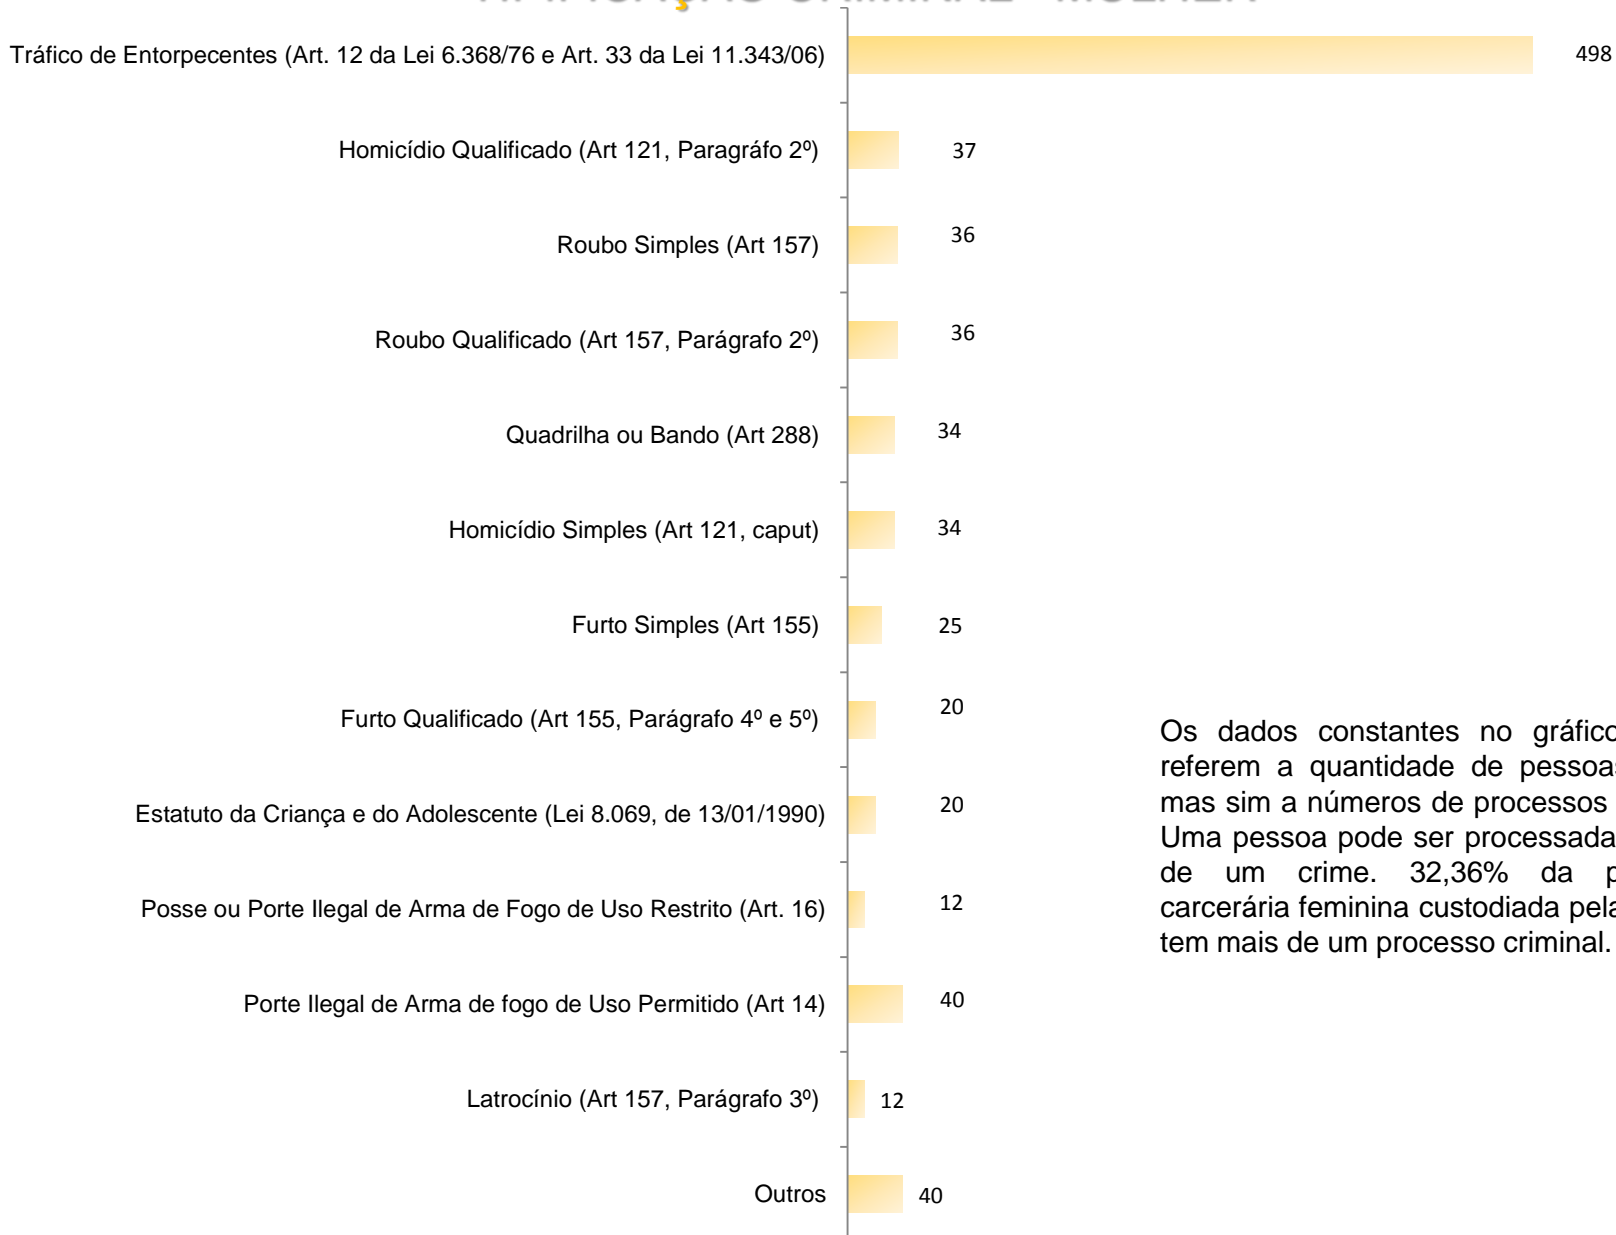 Tráfico de Entorpecentes (Art. 12 da Lei 6.368/76 e Art. 33 da Lei 11.343/06) 498
Homicídio Qualificado (Art 121, Paragráfo 2º) 37
Roubo Simples (Art 157) 36
Roubo Qualificado (Art 157, Parágrafo 2º) 36
Quadrilha ou Bando (Art 288) 34
Homicídio Simples (Art 121, caput) 34
Furto Simples (Art 155) 25
Furto Qualificado (Art 155, Parágrafo 4º e 5º) 20
Estatuto da Criança e do Adolescente (Lei 8.069, de 13/01/1990) 20
Posse ou Porte Ilegal de Arma de Fogo de Uso Restrito (Art. 16) 12
Porte Ilegal de Arma de fogo de Uso Permitido (Art 14) 40
Latrocínio (Art 157, Parágrafo 3º) 12
Outros 40
Os dados constantes no gráfico
referem a quantidade de pessoas
mas sim a números de processos
Uma pessoa pode ser processada
de um crime. 32,36% da p
carcerária feminina custodiada pela
tem mais de um processo criminal.